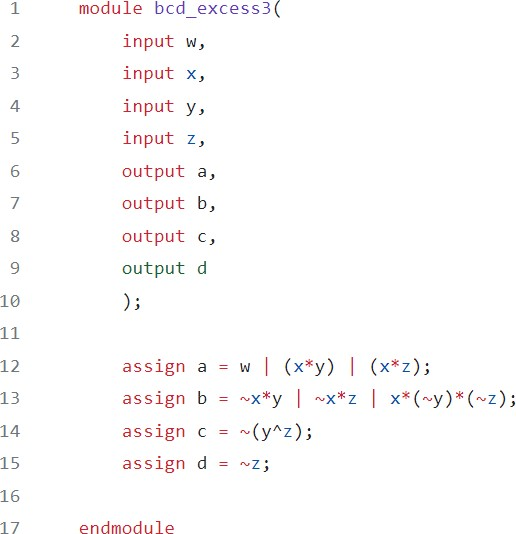 1 module bcd_excess3(
2 input w,
3 input x,
4 input y,
5 input z,
6 output a,
7 output b,
8 output c,
9 output d
10 );
11
12 assign a = w | (x*y) | (x*z);
13 assign b = ~x*y | ~x*z | x*(~y)*(~z);
14 assign c = ~(y^z);
15 assign d = ~z;
16
17 endmodule